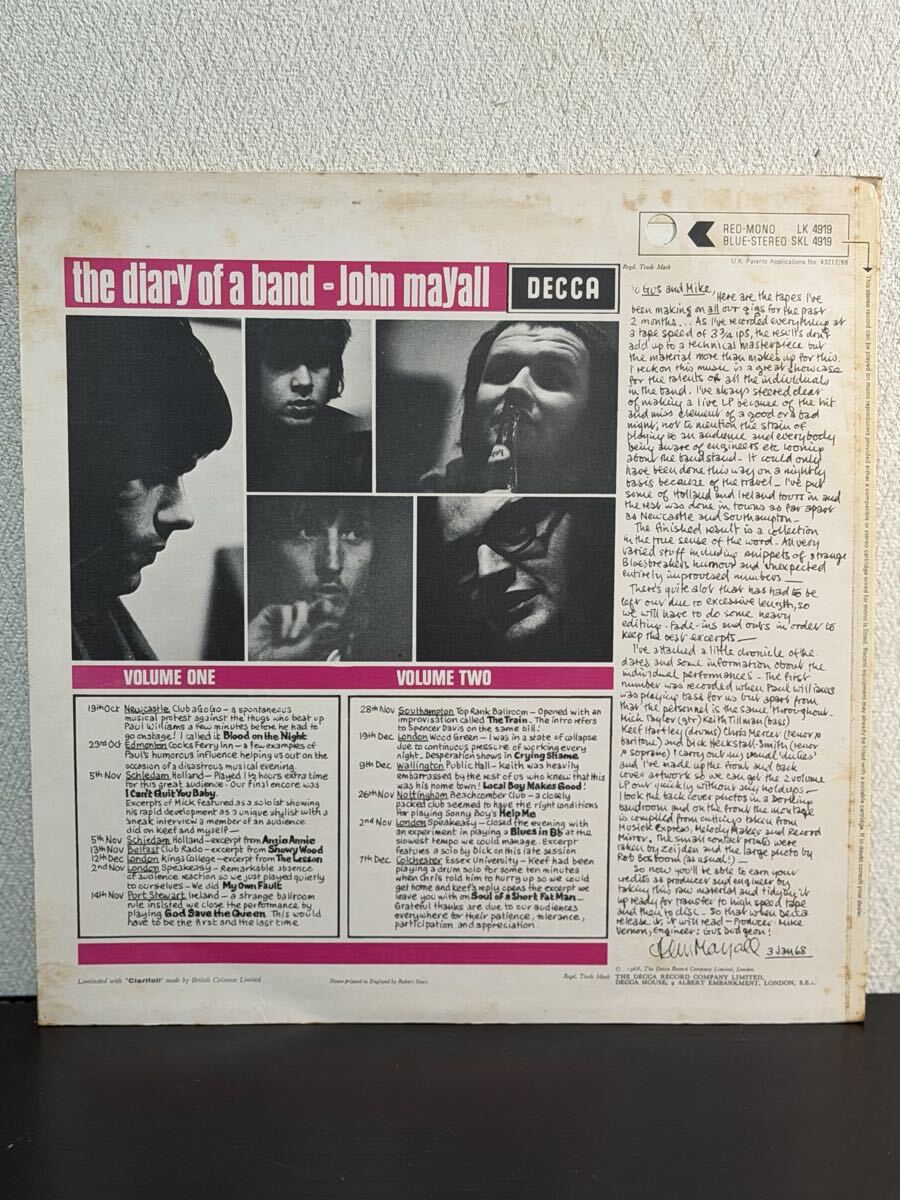 RED-MONO LK 4919
BLUE-STEREO SKL 4919
Regd. Trade Mark
U.K. Patents Applications No. 43212/66
the diary of a band - John mayall
DECCA
To Gus and Mike, Here are the tapes I've
been making on all our gigs for the past
2 months... As I've recorded everything at
a tape speed of 3¾ ips, the results don't
add up to a technical masterpiece but
the material more than makes up for this.
I reckon this music is a great showcase
for the talents of all the individuals
in the band. I've always steered clear
of making a live LP because of the hit
and miss element of a good or a bad
night, not to mention the strain of
playing to an audience and everybody
being aware of engineers etc looning
about the bandstand - It could only
have been done this way on a nightly
basis because of the travel - I've put
some of Holland and Ireland tours in and
the rest was done in towns as far apart
as Newcastle and Southampton -
The finished result is a collection
in the true sense of the word - All very
varied stuff including snippets of strange
Bluesbreakers humour and unexpected
entirely improvised numbers —
There's quite alot that has had to be
left out due to excessive length, so
we will have to do some heavy
editing - fade-ins and outs in order to
keep the best excerpts —
I've attached a little chronicle of the
dates and some information about the
individual performances - The first
number was recorded when Paul Williams
was playing bass for us but apart from
that the personnel is the same throughout -
Mick Taylor (gtr) Keith Tillman (bass)
Keef Hartley (drums) Chris Mercer (tenor &
baritone) and Dick Heckstall-Smith (tenor
& soprano) I carry out my usual 'duties'
and I've made up the front and back
cover artwork so we can get the 2 volume
LP out quickly without any holdups -
I took the back cover photos in a Dorking
bandroom and on the front the montage
is compiled from cuttings taken from
Musiek Express, Melody Maker and Record
Mirror. The small contact prints were
taken by Zeijden and the large photo by
Rob Bosboom (as usual!) —
So now you'll be able to earn your
credits as producer and engineer by
taking this raw material and tidying it
up ready for transfer to high speed tape
and then to disc - So that when Decca
release it, it will read - Producer: Mike
Vernon, Engineer: Gus Dudgeon!
John Mayall 3 Jan 68
VOLUME ONE
19th Oct Newcastle Club AGoGo - a spontaneous
musical protest against the thugs who beat up
Paul Williams a few minutes before he had to
go onstage! I called it Blood on the Night
23rd Oct Edmonton Cooks Ferry Inn - a few examples of
Paul's humorous influence helping us out on the
occasion of a disastrous musical evening.
5th Nov Schiedam Holland - Played 1½ hours extra time
for this great audience - Our final encore was
I Can't Quit You Baby.
Excerpts of Mick featured as a soloist showing
his rapid development as a unique stylist with a
sneak interview a member of an audience
did on Keef and myself —
5th Nov Schiedam Holland - excerpt from Anzio Annie
13th Nov Belfast Club Rado - excerpt from Snowy Wood
12th Dec London Kings College - excerpt from The Lesson
2nd Nov London Speakeasy - Remarkable absence
of audience reaction so we just played quietly
to ourselves - We did My Own Fault
14th Nov Port Stewart Ireland - a strange ballroom
rule insisted we close the performance by
playing God Save the Queen. This would
have to be the first and the last time
VOLUME TWO
28th Nov Southampton Top Rank Ballroom - Opened with an
improvisation called The Train. The intro refers
to Spencer Davis on the same bill!
19th Dec London Wood Green - I was in a state of collapse
due to continuous pressure of working every
night. Desperation shows in Crying Shame
9th Dec Wallington Public Hall - Keith was heavily
embarrassed by the rest of us who knew that this
was his home town! Local Boy Makes Good!
26th Nov Nottingham Beachcomber Club - a closely
packed club seemed to have the right conditions
for playing Sonny Boy's Help Me
2nd Nov London Speakeasy - closed the evening with
an experiment in playing a Blues in Bb at the
slowest tempo we could manage. Excerpt
features a solo by Dick on this late session
7th Dec Colchester Essex University - Keef had been
playing a drum solo for some ten minutes
when Chris told him to hurry up so we could
get home and Keef's reply opens the excerpt we
leave you with on Soul of a Short Fat Man —
Grateful thanks are due to our audiences
everywhere for their patience, tolerance,
participation and appreciation.
Laminated with "Clarifoil" made by British Celanese Limited
Sleeve printed in England by Robert Stace
Regd. Trade Mark
© 1968, The Decca Record Company Limited, London
THE DECCA RECORD COMPANY LIMITED,
DECCA HOUSE, 9 ALBERT EMBANKMENT, LONDON, S.E.1.
This stereo record can be played on mono reproducers provided either a compatible or stereo cartridge wired for mono is fitted. Recent equipment may already be fitted with a suitable cartridge. If in doubt consult your dealer.